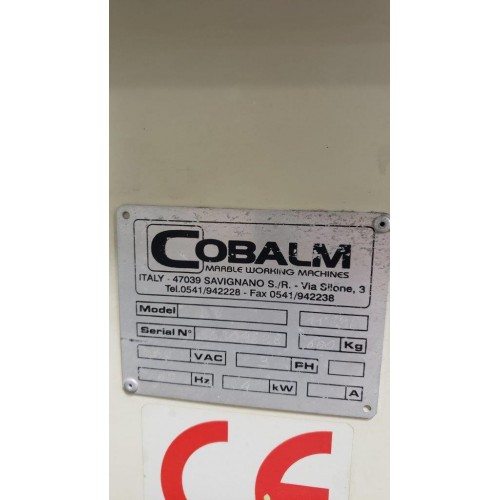 COBALM
MARBLE WORKING MACHINES
ITALY - 47039 SAVIGNANO S./R. - Via Silone, 3
Tel.0541/942228 - Fax 0541/942238
Model
Serial N° Kg
VAC PH
Hz kW A
CE